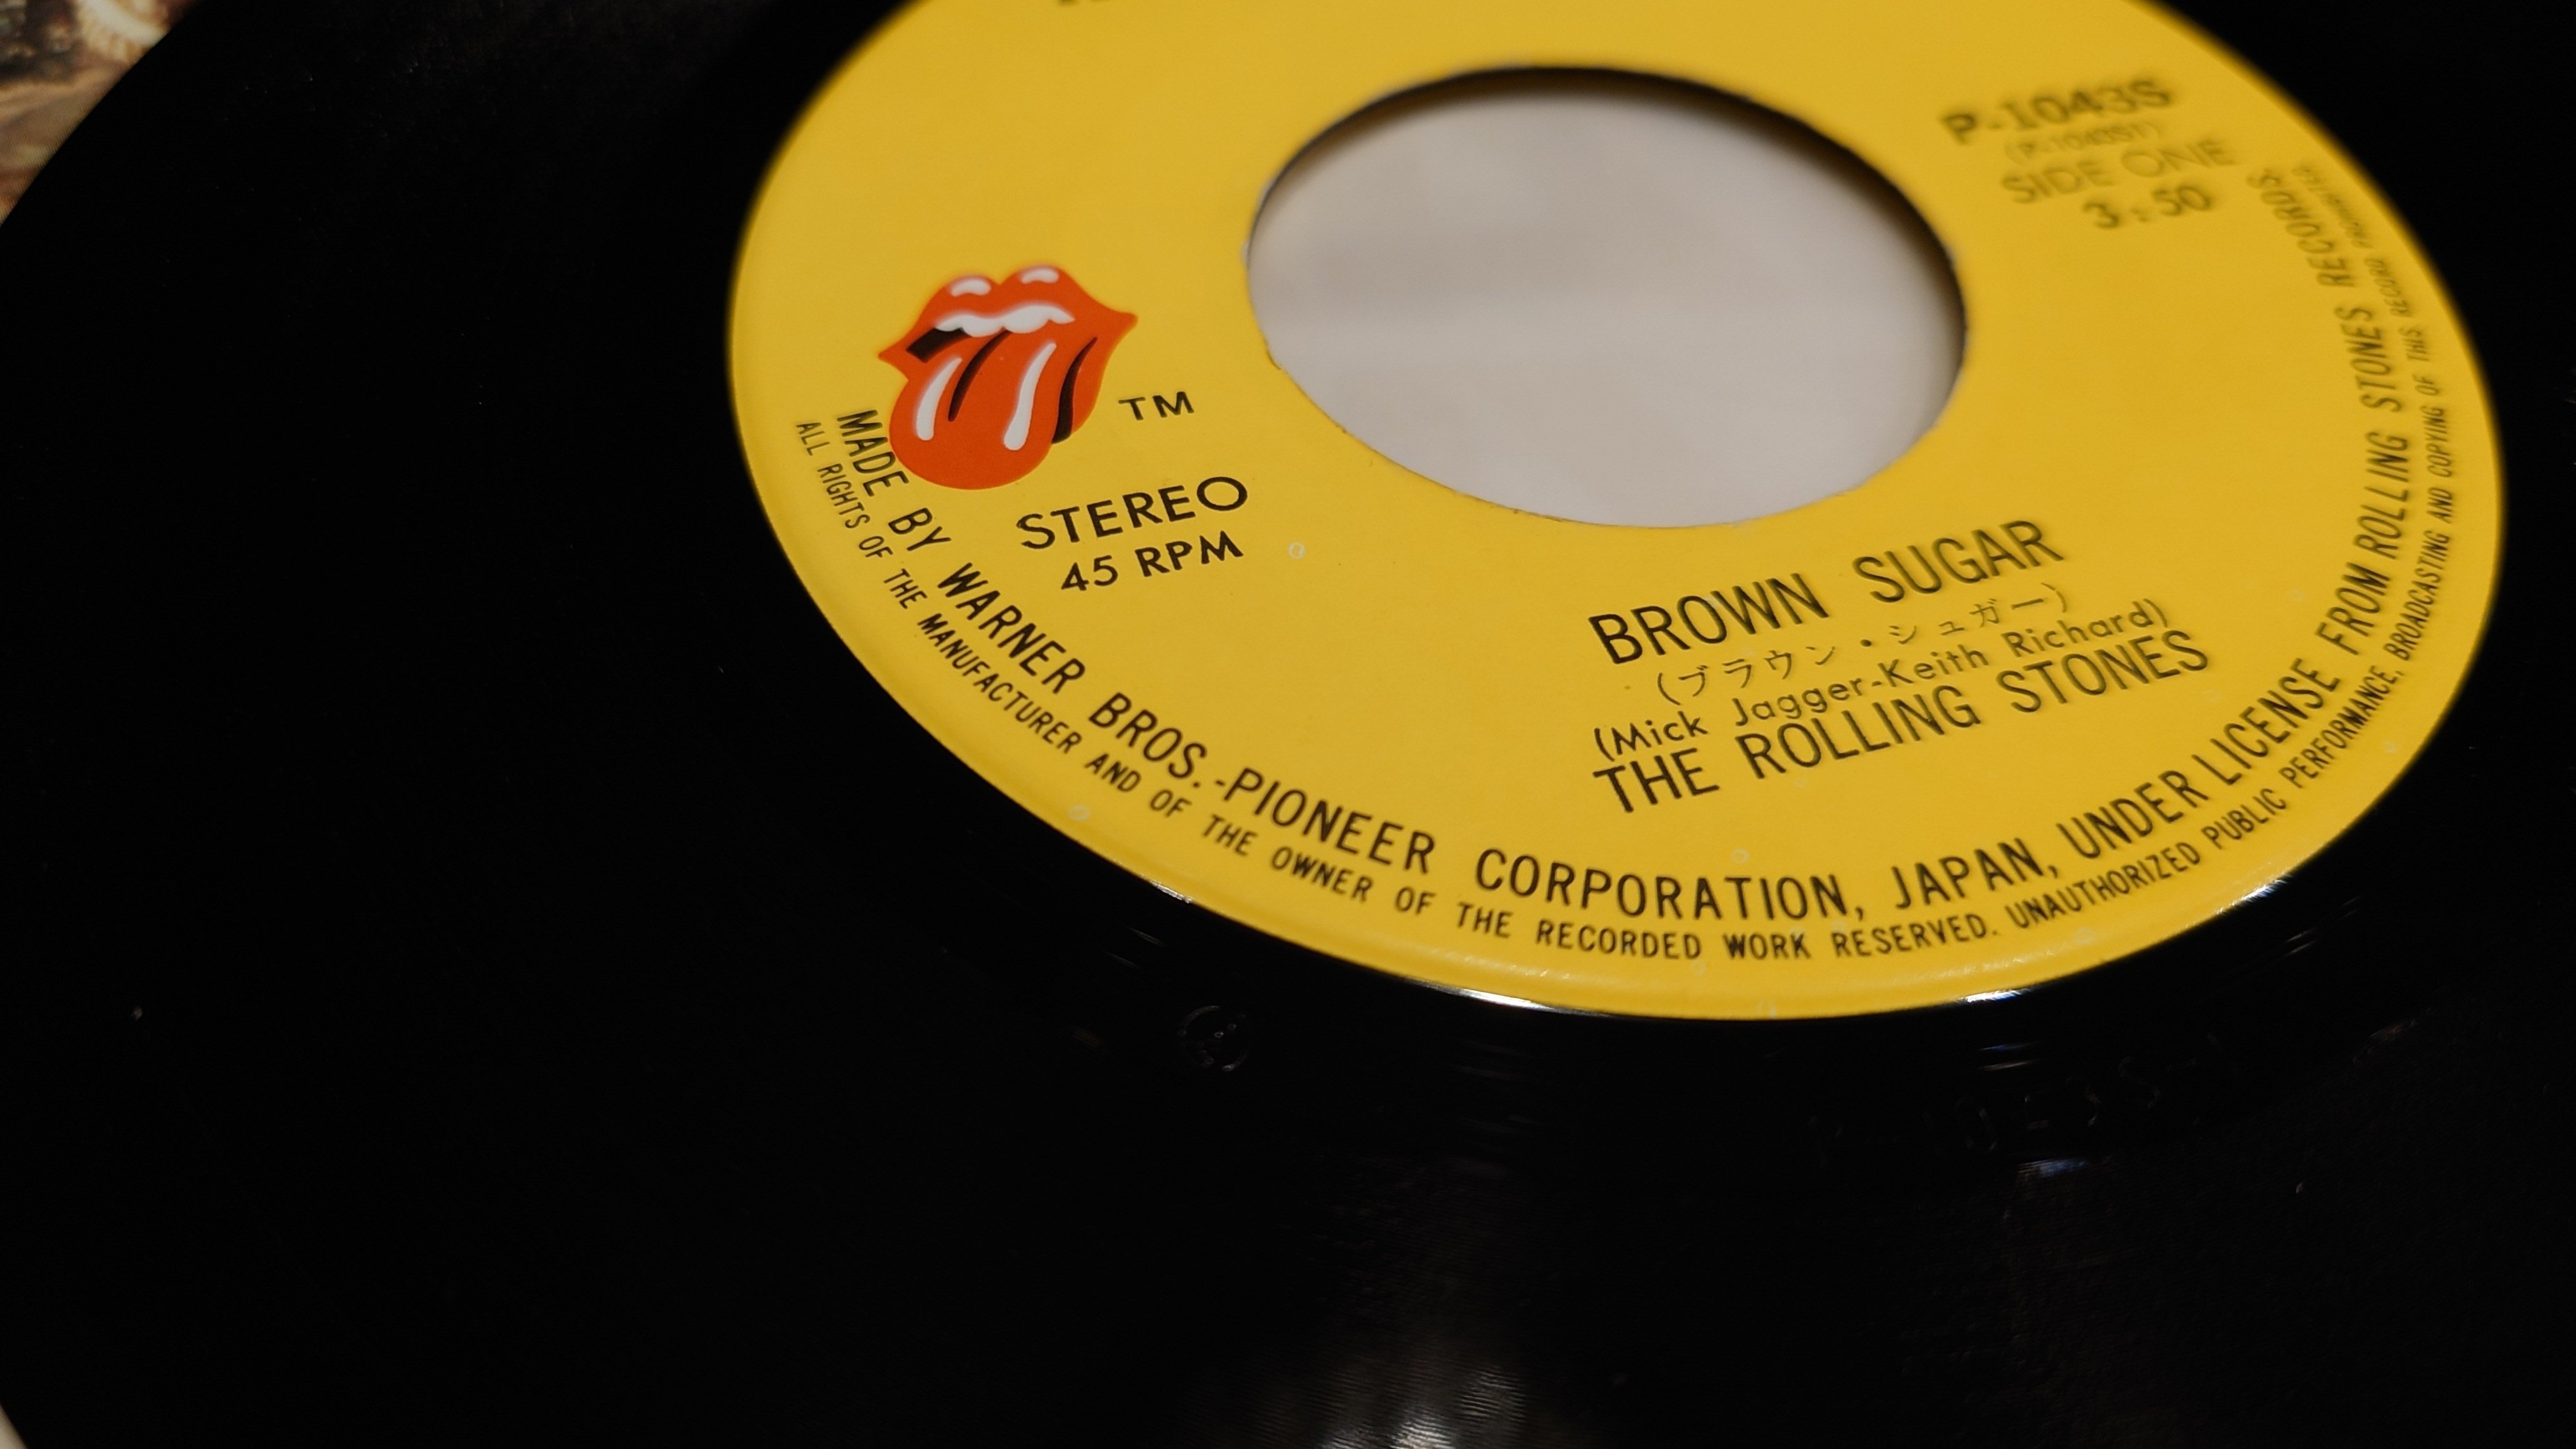 P-1043S
(P-1043S1)
SIDE ONE
3:50
TM
STEREO
45 RPM
BROWN SUGAR
(ブラウン・シュガー)
(Mick Jagger-Keith Richard)
THE ROLLING STONES
MADE BY WARNER BROS.-PIONEER CORPORATION, JAPAN, UNDER LICENSE FROM ROLLING STONES RECORDS.
ALL RIGHTS OF THE MANUFACTURER AND OF THE OWNER OF THE RECORDED WORK RESERVED. UNAUTHORIZED PUBLIC PERFORMANCE, BROADCASTING AND COPYING OF THIS RECORD PROHIBITED.